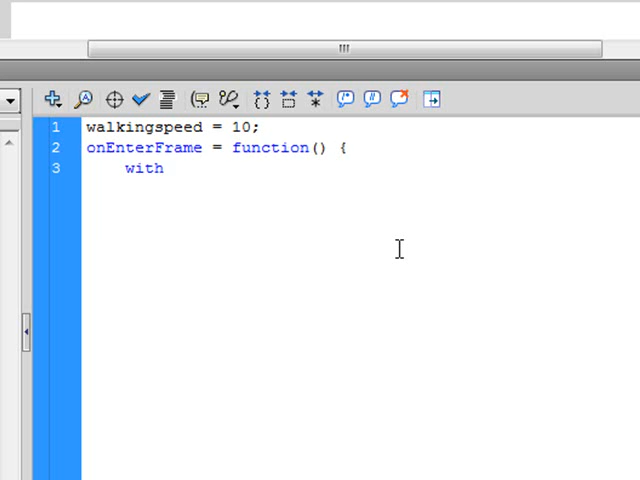 1 walkingspeed = 10;
2 onEnterFrame = function() {
3 with